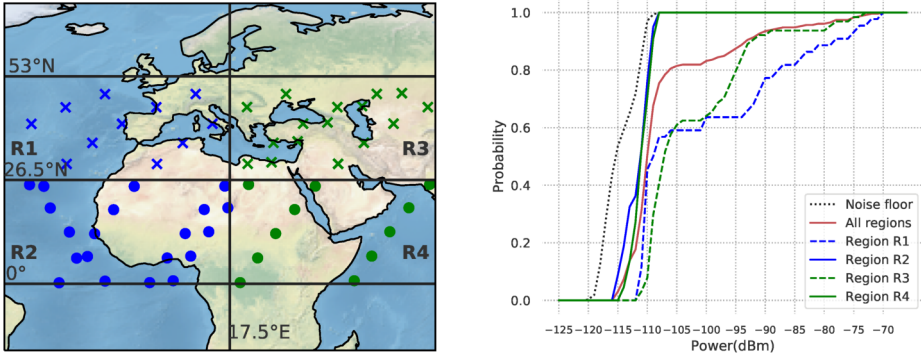 53°N
R1
R3
26.5°N
R2
R4
0°
17.5°E
Probability
1.0
0.8
0.6
0.4
0.2
0.0
Noise floor
All regions
Region R1
Region R2
Region R3
Region R4
−125 −120 −115 −110 −105 −100 −95 −90 −85 −80 −75 −70
Power(dBm)